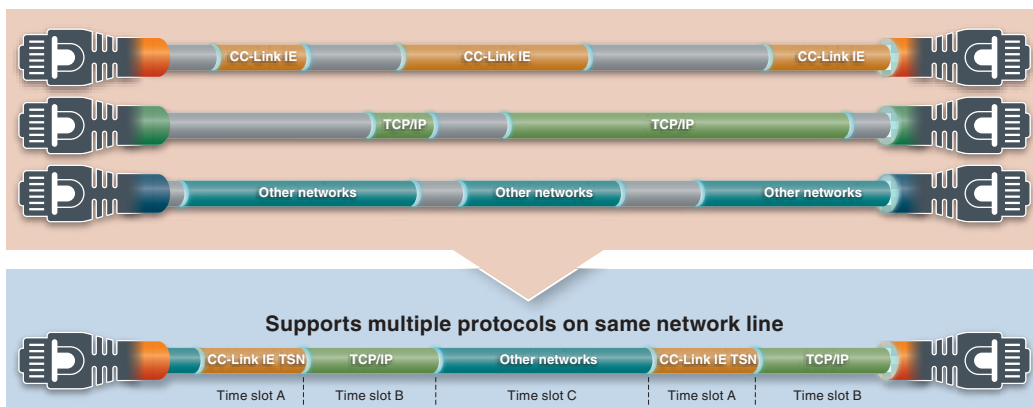 CC-Link IE CC-Link IE CC-Link IE
TCP/IP TCP/IP
Other networks Other networks Other networks
Supports multiple protocols on same network line
CC-Link IE TSN TCP/IP Other networks CC-Link IE TSN TCP/IP
Time slot A Time slot B Time slot C Time slot A Time slot B